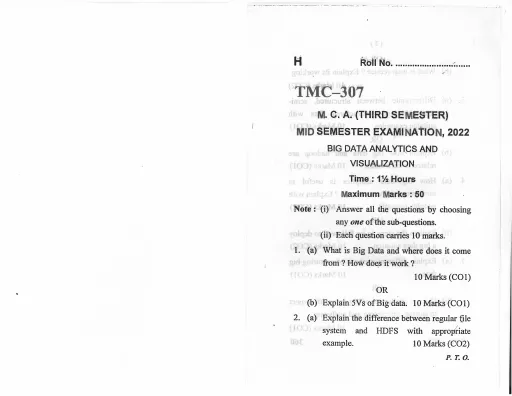 H Roll No. ..............................
TMC–307
M. C. A. (THIRD SEMESTER)
MID SEMESTER EXAMINATION, 2022
BIG DATA ANALYTICS AND
VISUALIZATION
Time : 1½ Hours
Maximum Marks : 50
Note : (i) Answer all the questions by choosing
any one of the sub-questions.
(ii) Each question carries 10 marks.
1. (a) What is Big Data and where does it come
from ? How does it work ?
10 Marks (CO1)
OR
(b) Explain 5Vs of Big data. 10 Marks (CO1)
2. (a) Explain the difference between regular file
system and HDFS with appropriate
example. 10 Marks (CO2)
P. T. O.